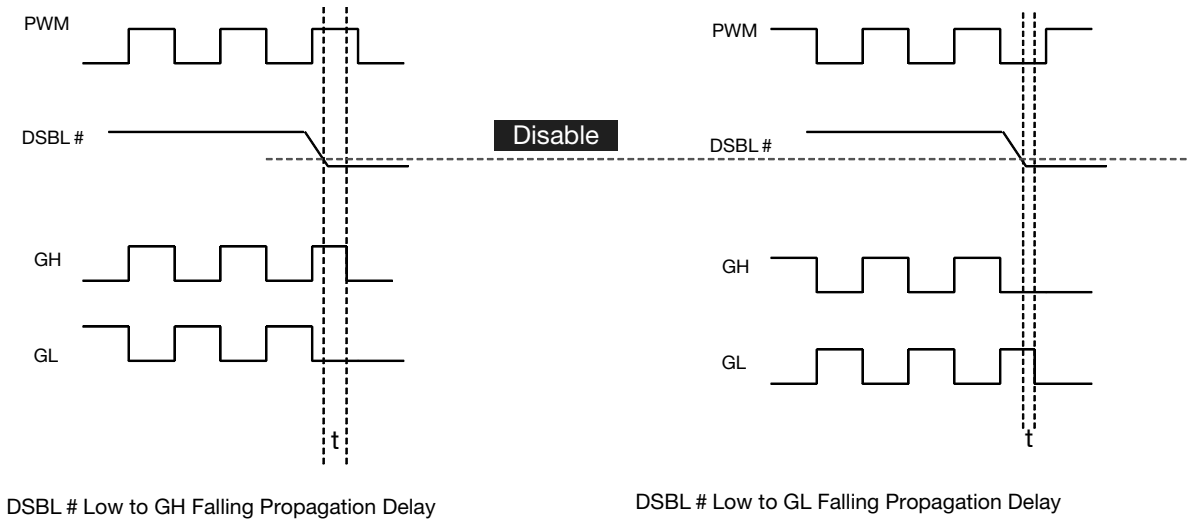 PWM
DSBL #
GH
GL
t
DSBL # Low to GH Falling Propagation Delay
Disable
PWM
DSBL #
GH
GL
t
DSBL # Low to GL Falling Propagation Delay